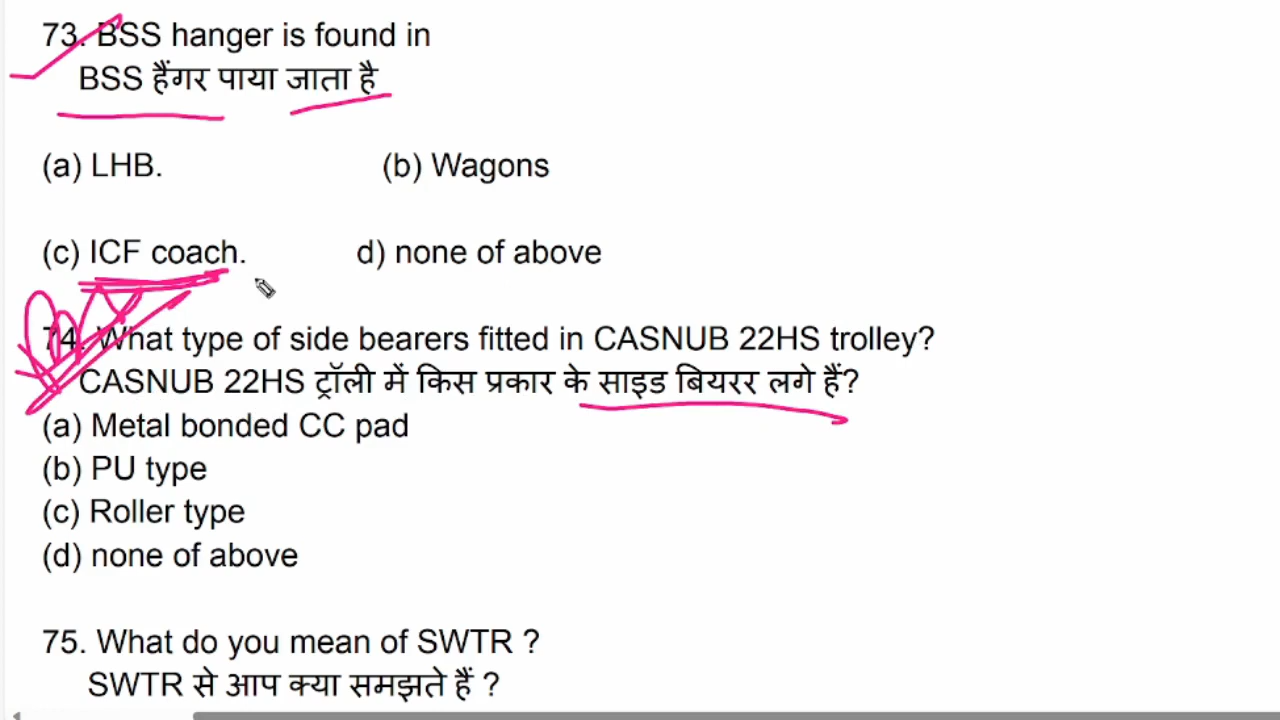 73. BSS hanger is found in
BSS हैंगर पाया जाता है
(a) LHB. (b) Wagons
(c) ICF coach. d) none of above
74. What type of side bearers fitted in CASNUB 22HS trolley?
CASNUB 22HS ट्रॉली में किस प्रकार के साइड बियरर लगे हैं?
(a) Metal bonded CC pad
(b) PU type
(c) Roller type
(d) none of above
75. What do you mean of SWTR ?
SWTR से आप क्या समझते हैं ?